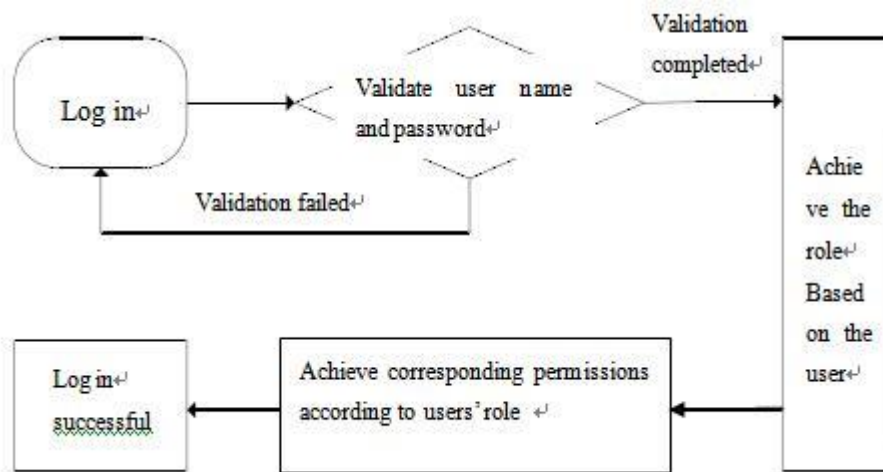 Log in↵
Validate user name
and password↵
Validation
completed↵
Validation failed↵
Achie
ve the
role↵
Based
on the
user↵
Achieve corresponding permissions
according to users’ role ↵
Log in↵
successful